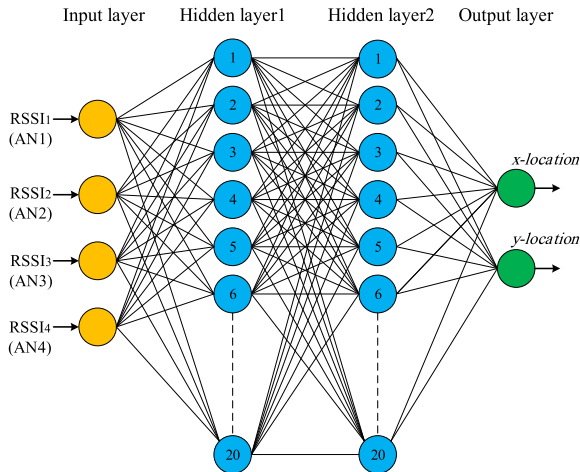 Input layer Hidden layer1 Hidden layer2 Output layer
1 1
RSSI1
(AN1)
2 2
3 3
x-location
RSSI2
(AN2)
4 4
y-location
5 5
RSSI3
(AN3)
6 6
RSSI4
(AN4)
20 20